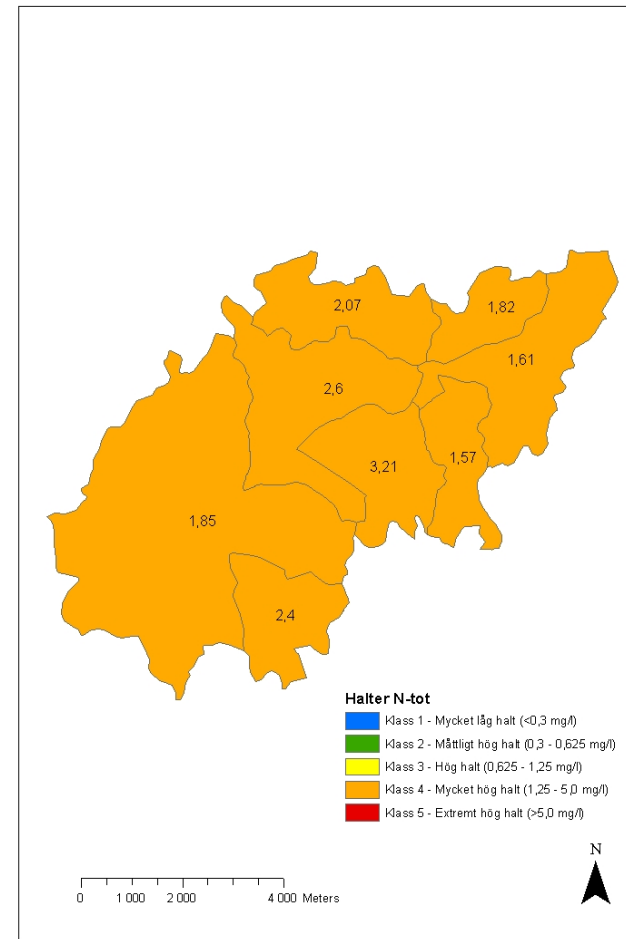 2,07
1,82
1,61
2,6
3,21
1,57
1,85
2,4
Halter N-tot
Klass 1 - Mycket låg halt (<0,3 mg/l)
Klass 2 - Måttligt hög halt (0,3 - 0,625 mg/l)
Klass 3 - Hög halt (0,625 - 1,25 mg/l)
Klass 4 - Mycket hög halt (1,25 - 5,0 mg/l)
Klass 5 - Extremt hög halt (>5,0 mg/l)
N
0 1 000 2 000 4 000 Meters